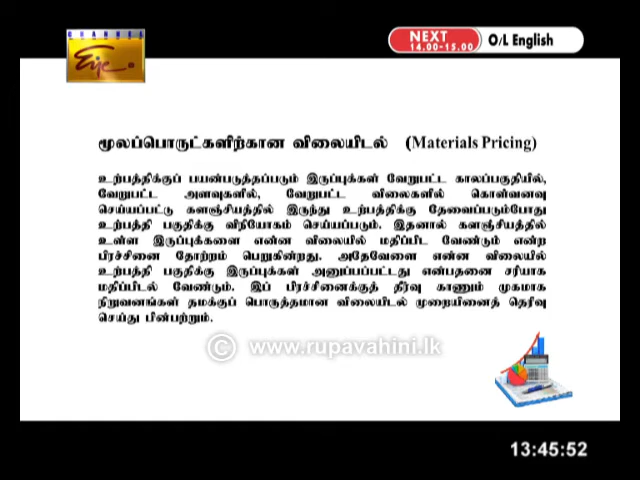 CHANNEL
Eye
NEXT
14.00-15.00
O/L English
மூலப்பொருட்களிற்கான விலையிடல் (Materials Pricing)
உற்பத்திக்குப் பயன்படுத்தப்படும் இருப்புக்கள் வேறுபட்ட காலப்பகுதியில்,
வேறுபட்ட அளவுகளில், வேறுபட்ட விலைகளில் கொள்வனவு
செய்யப்பட்டு களஞ்சியத்தில் இருந்து உற்பத்திக்கு தேவைப்படும்போது
உற்பத்தி பகுதிக்கு விநியோகம் செய்யப்படும். இதனால் களஞ்சியத்தில்
உள்ள இருப்புக்களை என்ன விலையில் மதிப்பிட வேண்டும் என்ற
பிரச்சினை தோற்றம் பெறுகின்றது. அதேவேளை என்ன விலையில்
உற்பத்தி பகுதிக்கு இருப்புக்கள் அனுப்பப்பட்டது என்பதனை சரியாக
மதிப்பிடல் வேண்டும். இப் பிரச்சினைக்குத் தீர்வு காணும் முகமாக
நிறுவனங்கள் தமக்குப் பொருத்தமான விலையிடல் முறையினைத் தெரிவு
செய்து பின்பற்றும்.
© www.rupavahini.lk
13:45:52